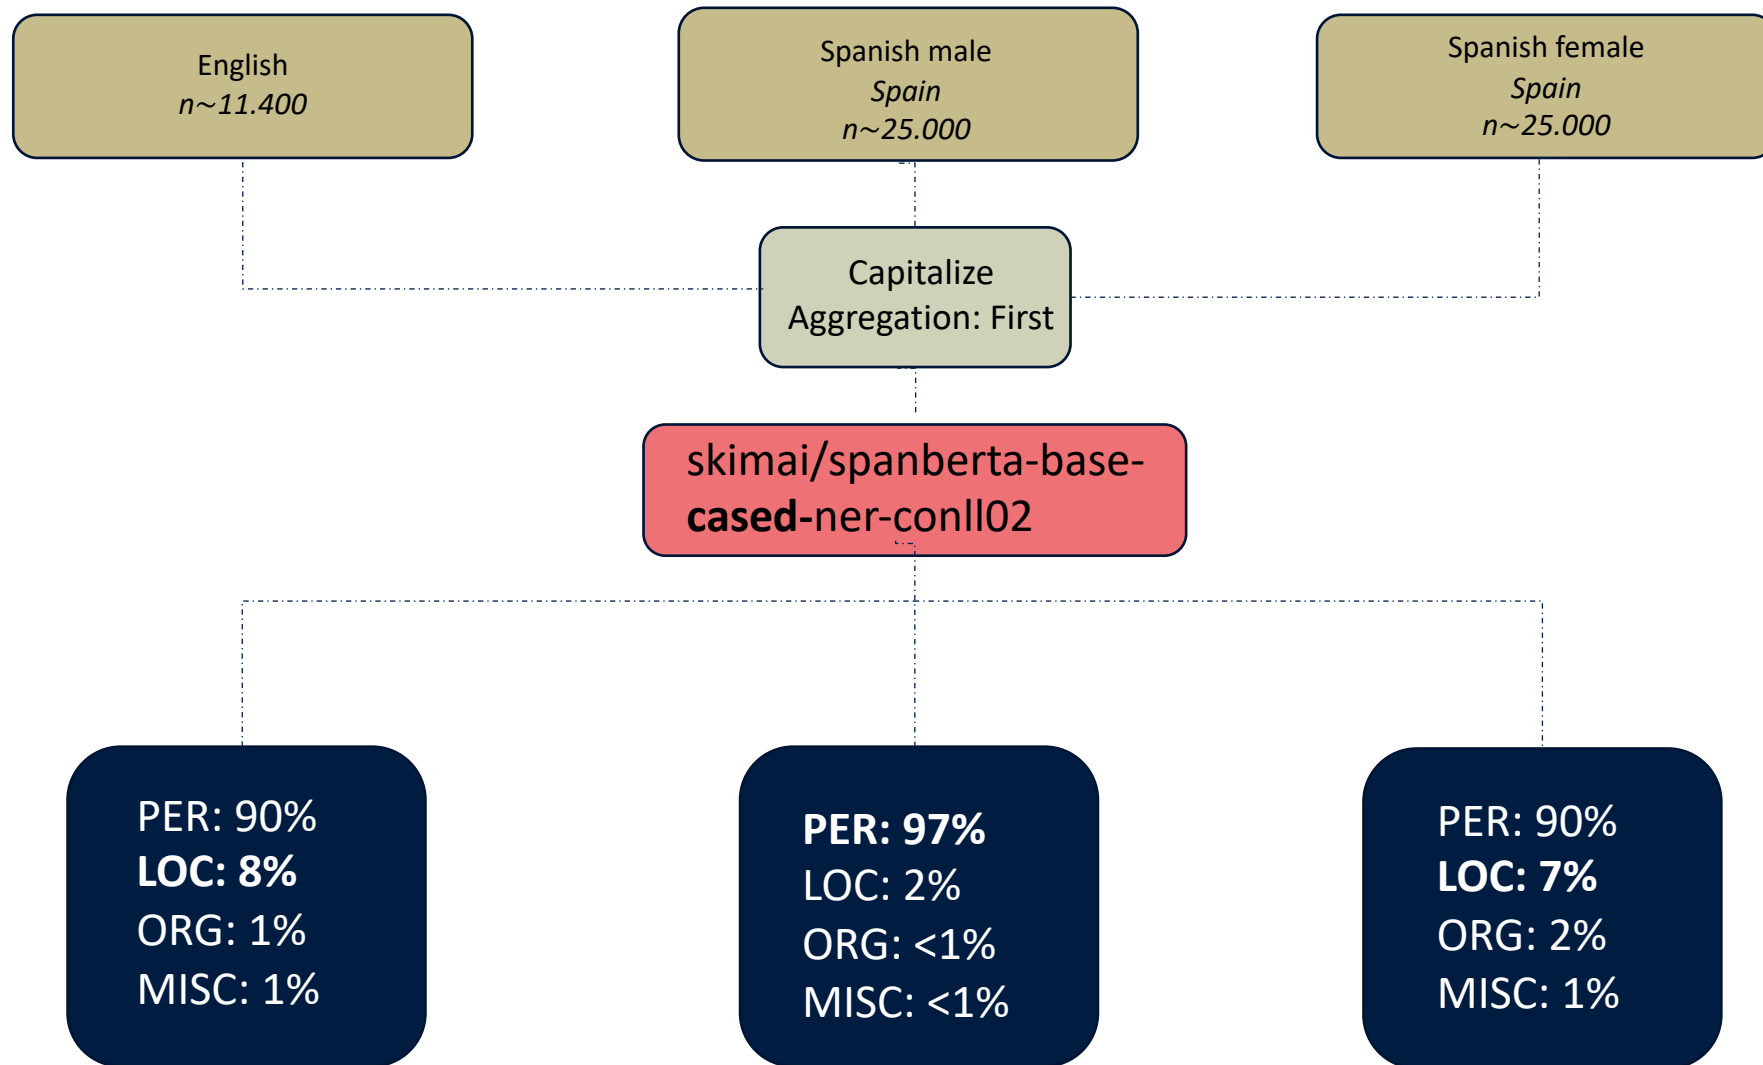 English
n~11.400
Spanish male
Spain
n~25.000
Spanish female
Spain
n~25.000
Capitalize
Aggregation: First
skimai/spanberta-base-
cased-ner-conll02
PER: 90%
LOC: 8%
ORG: 1%
MISC: 1%
PER: 97%
LOC: 2%
ORG: <1%
MISC: <1%
PER: 90%
LOC: 7%
ORG: 2%
MISC: 1%